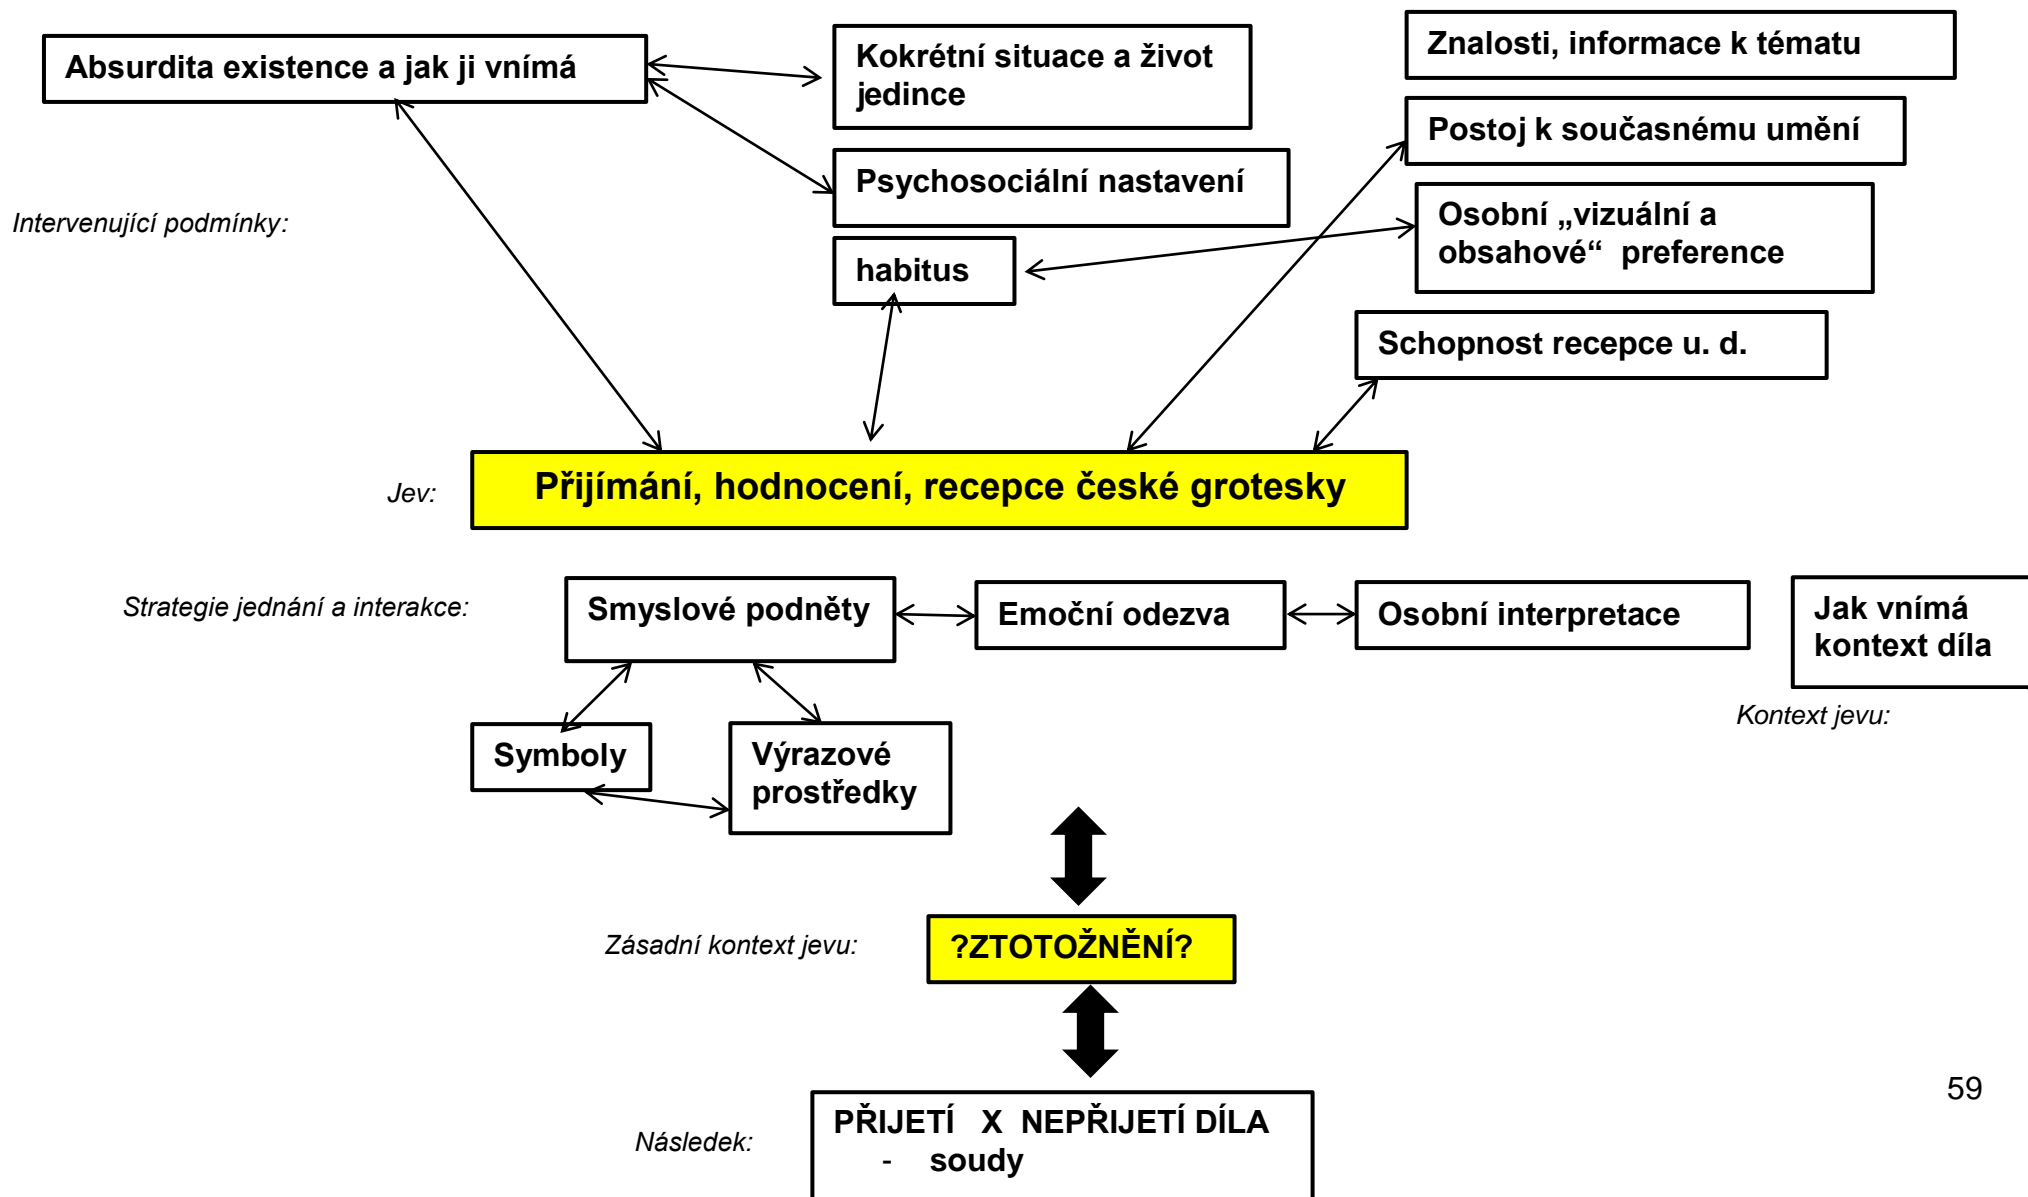 Absurdita existence a jak ji vnímá
Kokrétní situace a život
jedince
Znalosti, informace k tématu
Postoj k současnému umění
Psychosociální nastavení
Intervenující podmínky:
Osobní „vizuální a
obsahové“ preference
habitus
Schopnost recepce u. d.
Jev:
Přijímání, hodnocení, recepce české grotesky
Strategie jednání a interakce:
Smyslové podněty
Emoční odezva
Osobní interpretace
Jak vnímá
kontext díla
Kontext jevu:
Symboly
Výrazové
prostředky
Zásadní kontext jevu:
?ZTOTOŽNĚNÍ?
59
Následek:
PŘIJETÍ X NEPŘIJETÍ DÍLA
- soudy